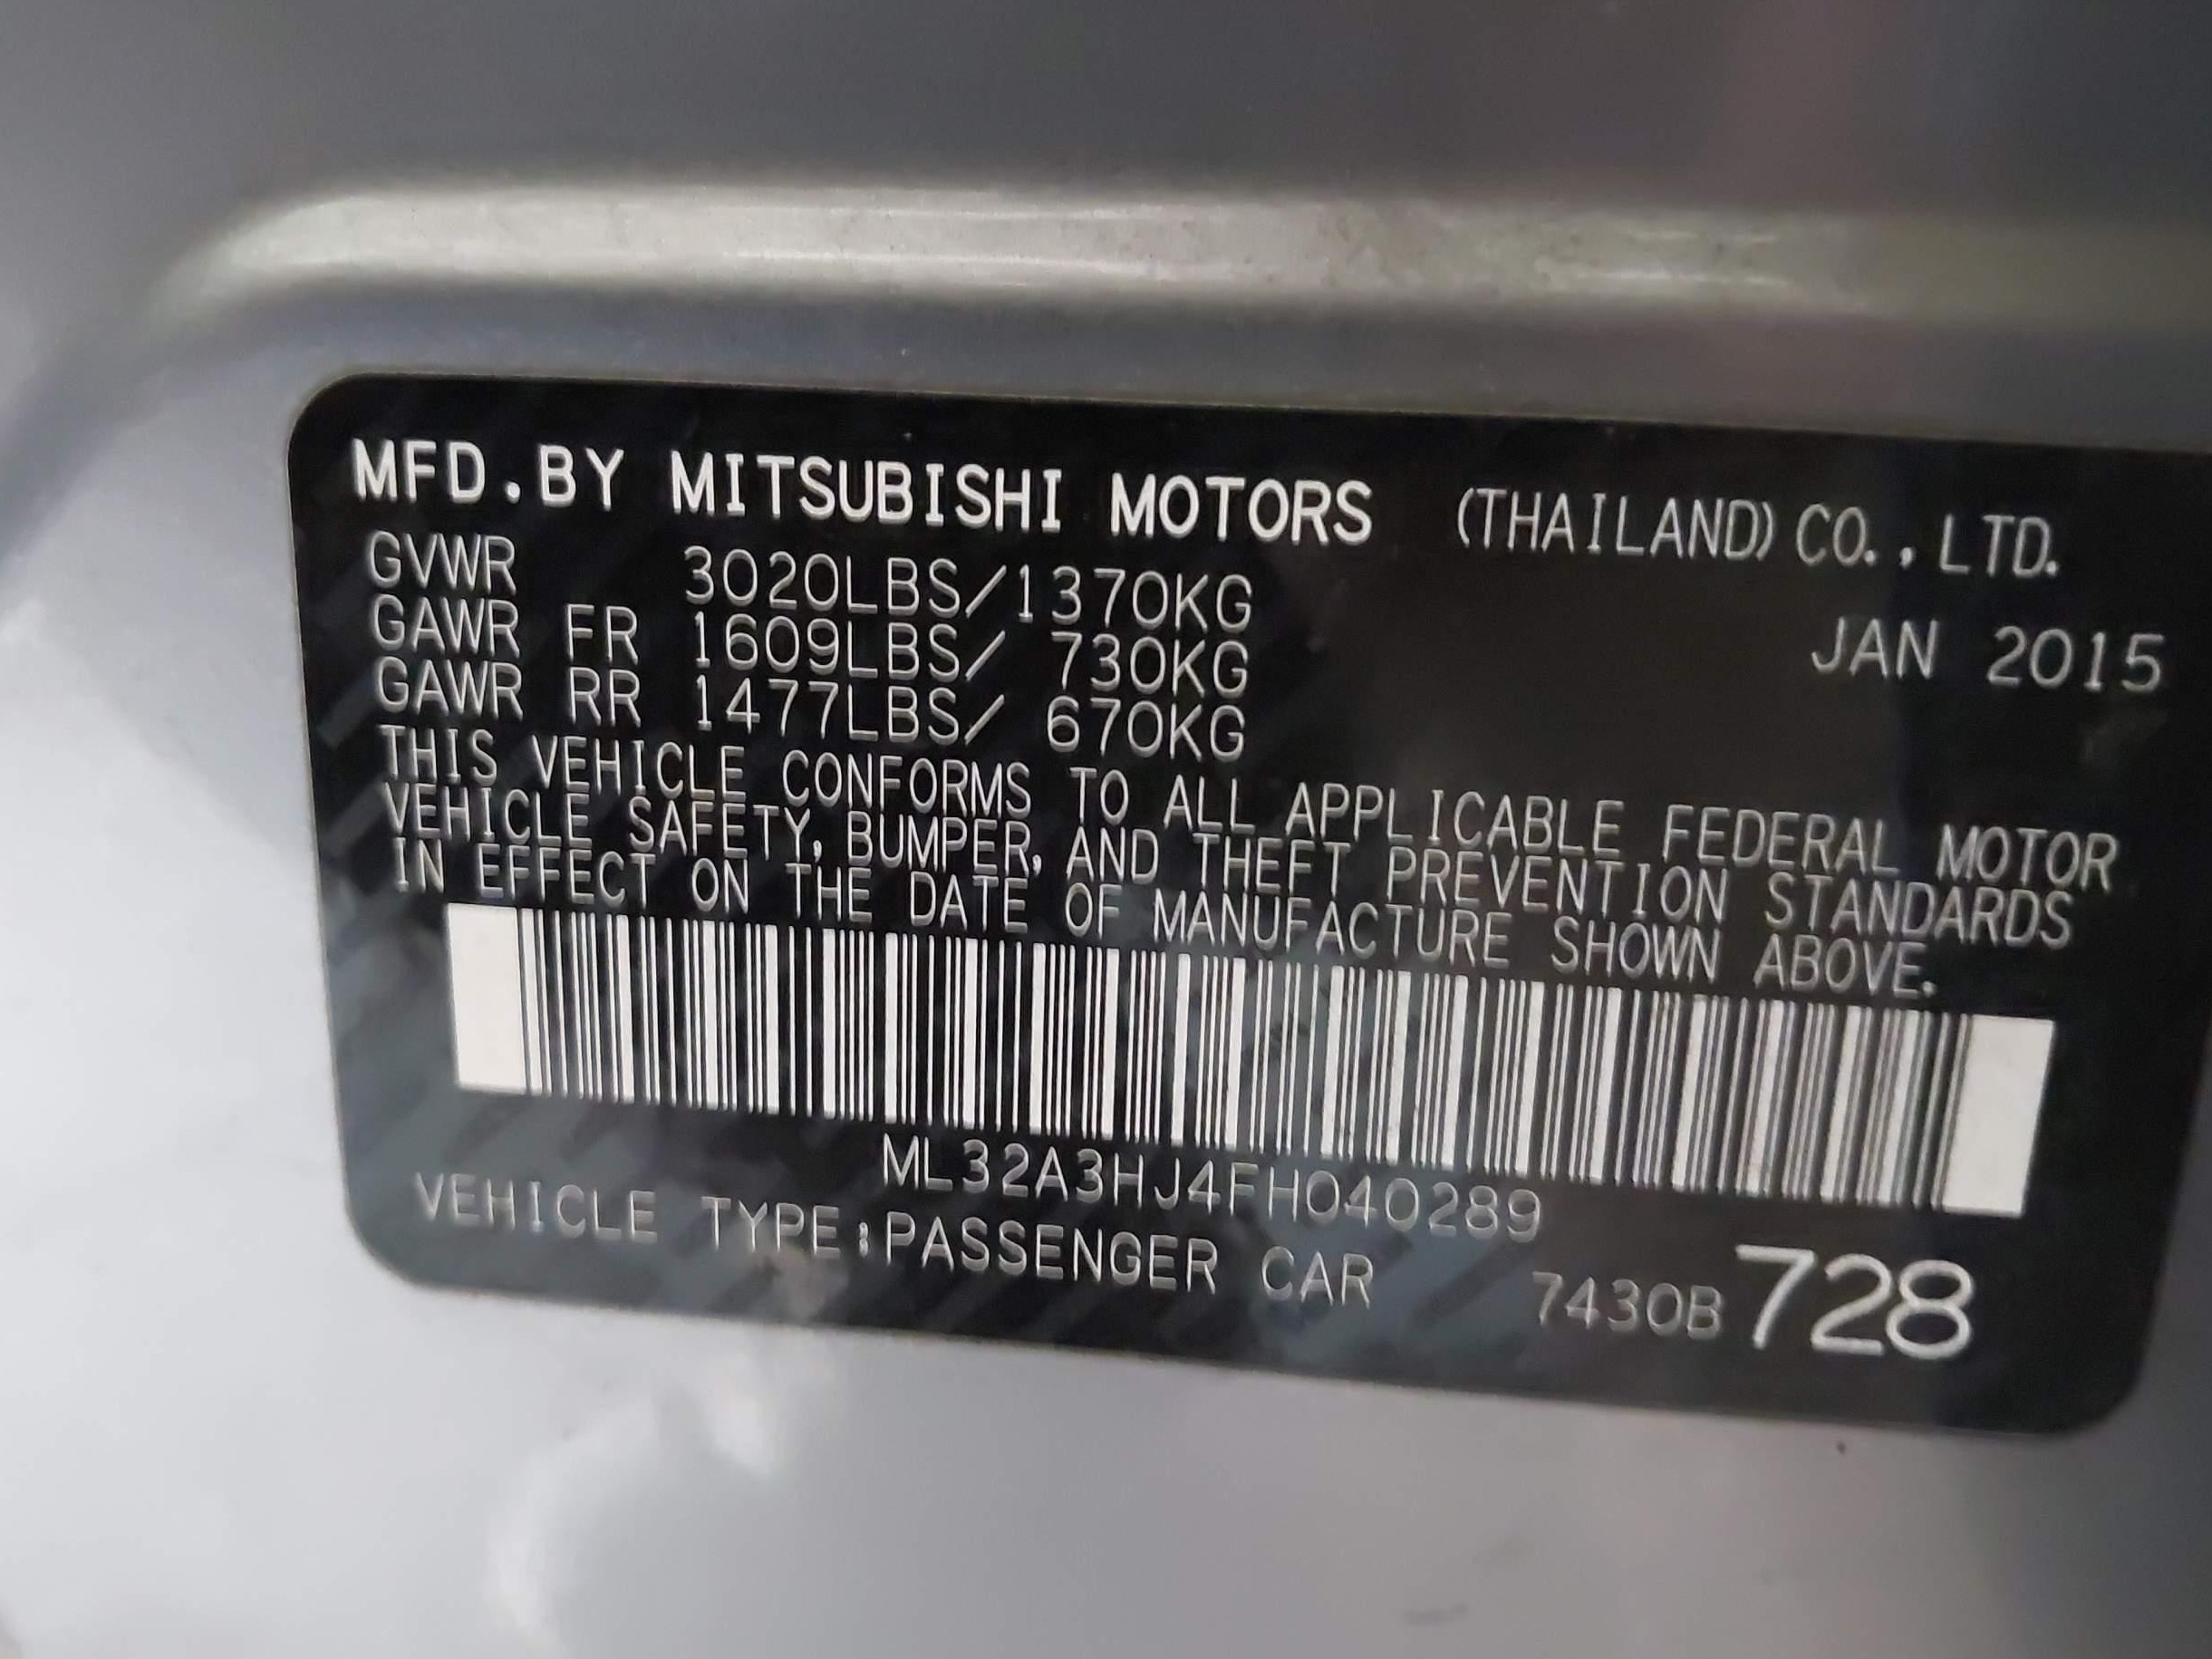 MFD.BY MITSUBISHI MOTORS (THAILAND) CO., LTD.
GVWR 3020LBS/1370KG
JAN 2015
GAWR FR 1609LBS/ 730KG
GAWR RR 1477LBS/ 670KG
THIS VEHICLE CONFORMS TO ALL APPLICABLE FEDERAL MOTOR
VEHICLE SAFETY, BUMPER, AND THEFT PREVENTION STANDARDS
IN EFFECT ON THE DATE OF MANUFACTURE SHOWN ABOVE.
ML32A3HJ4FH040289
VEHICLE TYPE:PASSENGER CAR
7430B728